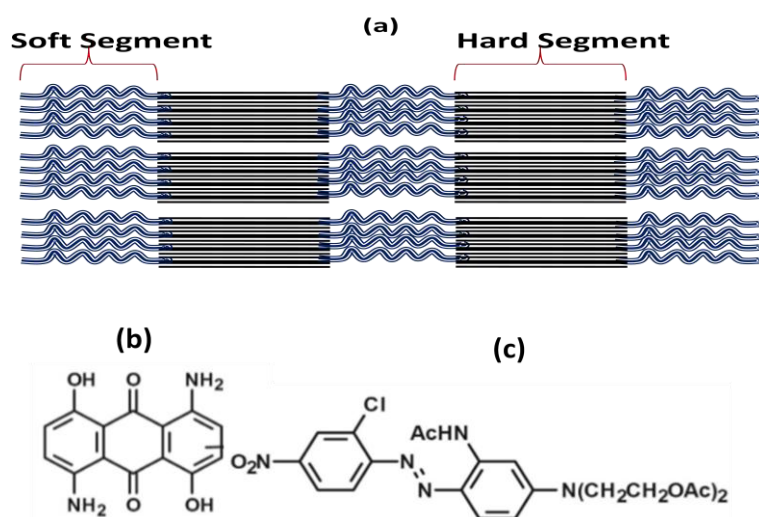 (a)
Soft Segment Hard Segment
(b)
(c)
OH O NH₂
NH₂ O OH
Cl
AcHN
O₂N
N
N
N(CH₂CH₂OAc)₂